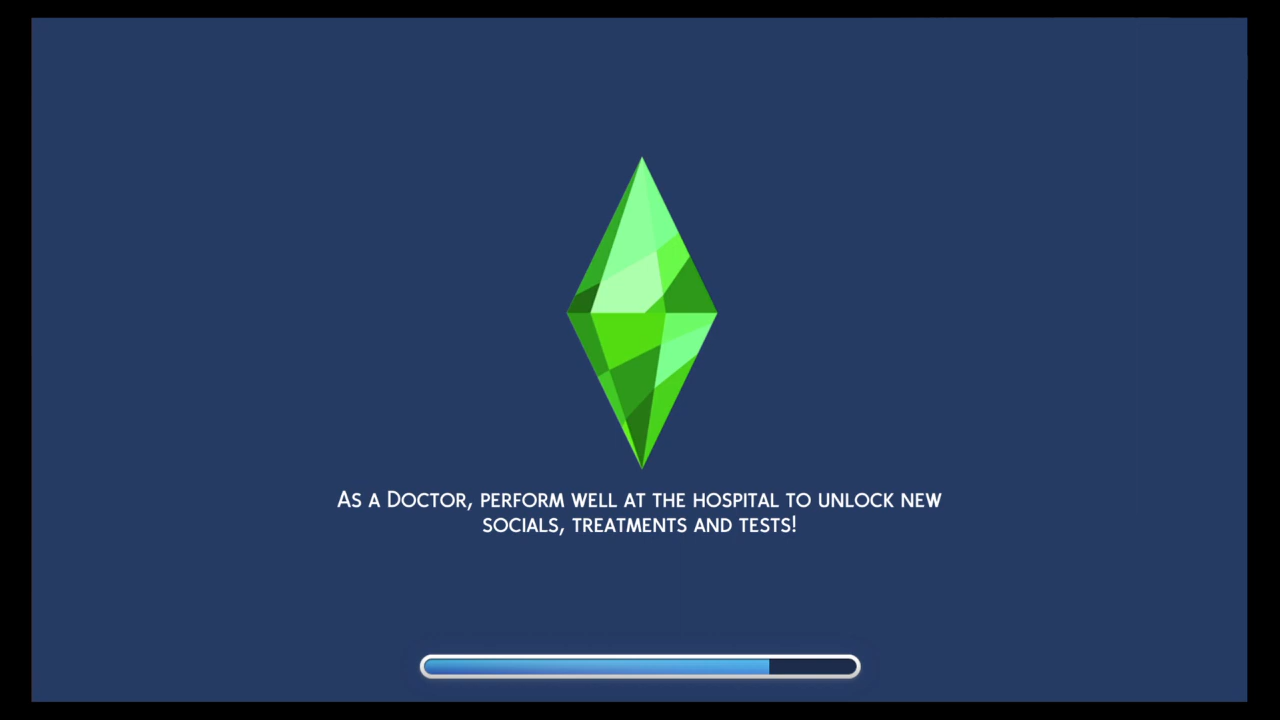 As a Doctor, perform well at the hospital to unlock new
socials, treatments and tests!